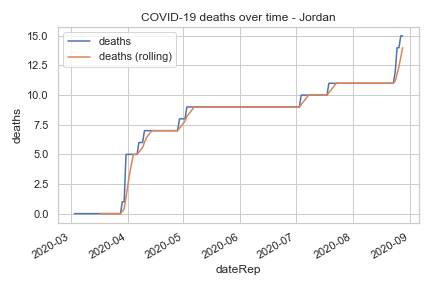 COVID-19 deaths over time - Jordan
deaths
deaths (rolling)
15.0
12.5
10.0
7.5
5.0
2.5
0.0
deaths
2020-03
2020-04
2020-05
2020-06
2020-07
2020-08
2020-09
dateRep